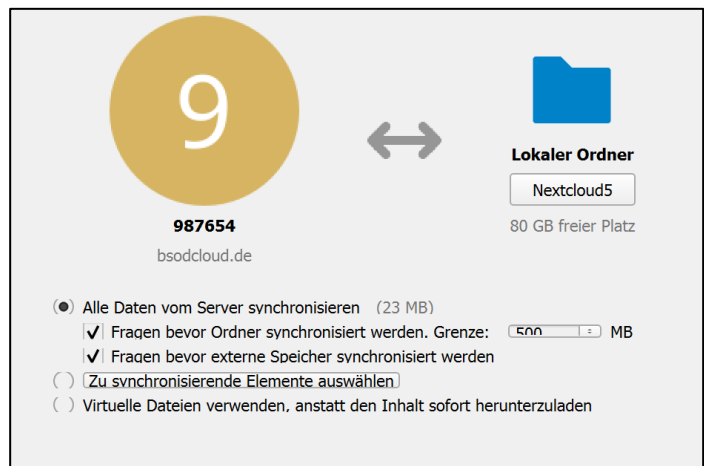 9
987654
bsodcloud.de
Lokaler Ordner
Nextcloud5
80 GB freier Platz
Alle Daten vom Server synchronisieren (23 MB)
Fragen bevor Ordner synchronisiert werden. Grenze: 500 MB
Fragen bevor externe Speicher synchronisiert werden
Zu synchronisierende Elemente auswählen
Virtuelle Dateien verwenden, anstatt den Inhalt sofort herunterzuladen